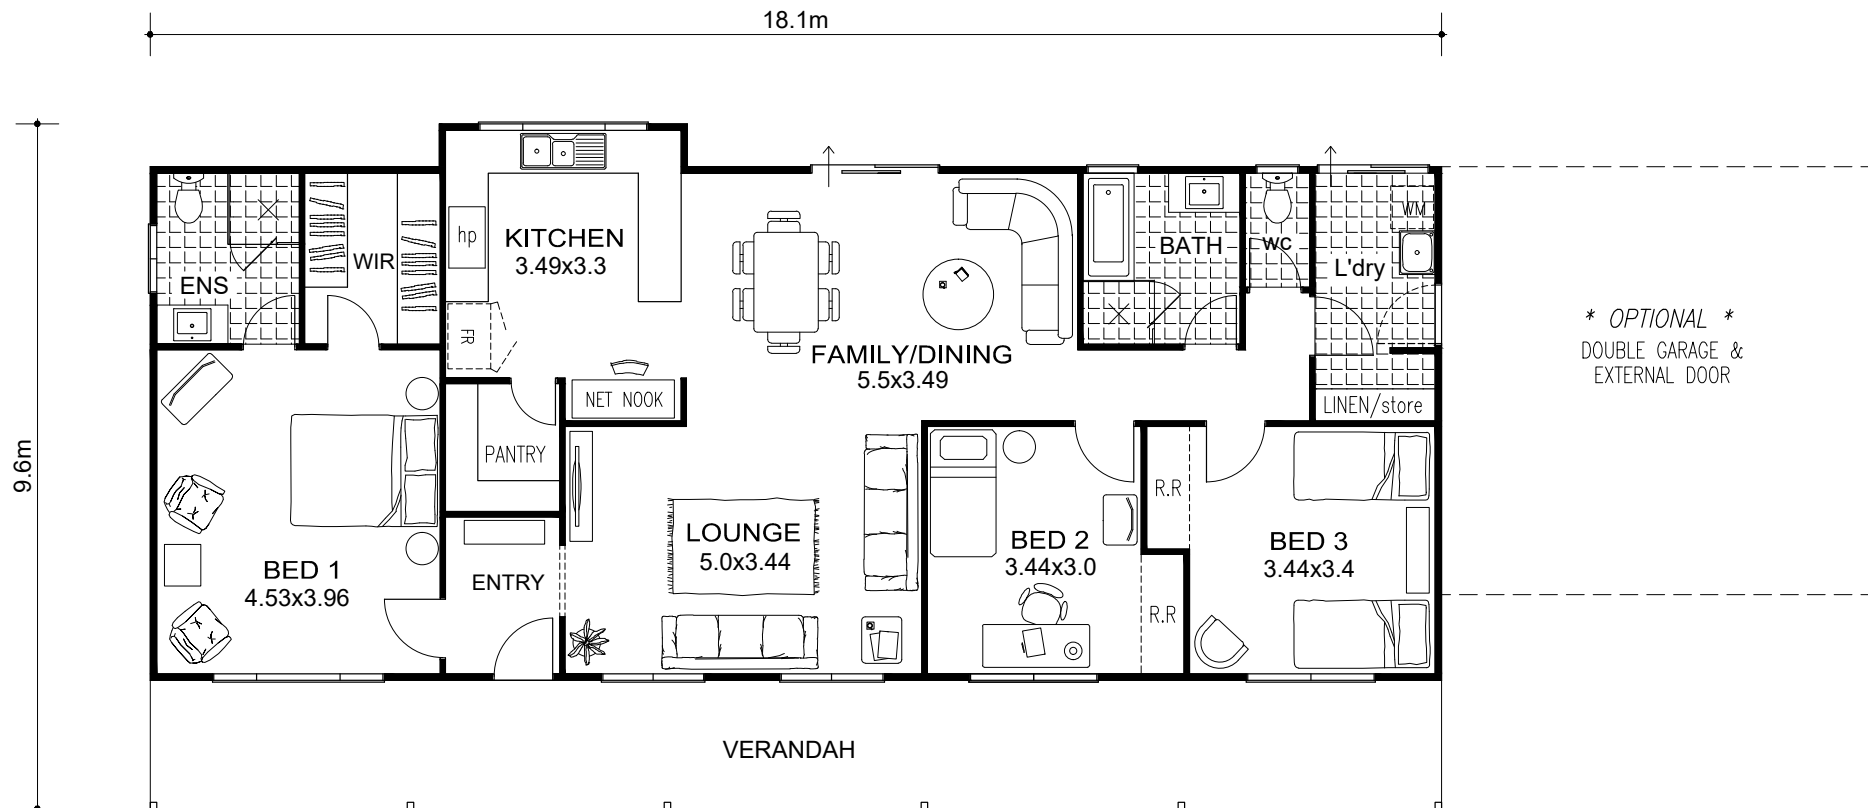 18.1m
9.6m
ENS
WIR
hp
FR
KITCHEN
3.49x3.3
FAMILY/DINING
5.5x3.49
BATH
wc
WM
L'dry
* OPTIONAL *
DOUBLE GARAGE &
EXTERNAL DOOR
NET NOOK
LINEN/store
PANTRY
BED 1
4.53x3.96
ENTRY
LOUNGE
5.0x3.44
BED 2
3.44x3.0
R.R
R.R
BED 3
3.44x3.4
VERANDAH